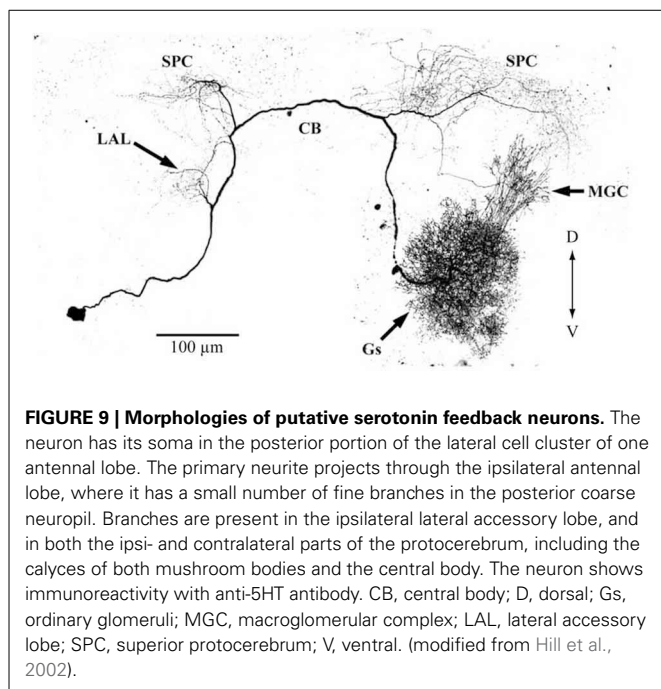 SPC
SPC
CB
LAL
MGC
D
V
Gs
100 µm
FIGURE 9 | Morphologies of putative serotonin feedback neurons. The
neuron has its soma in the posterior portion of the lateral cell cluster of one
antennal lobe. The primary neurite projects through the ipsilateral antennal
lobe, where it has a small number of fine branches in the posterior coarse
neuropil. Branches are present in the ipsilateral lateral accessory lobe, and
in both the ipsi- and contralateral parts of the protocerebrum, including the
calyces of both mushroom bodies and the central body. The neuron shows
immunoreactivity with anti-5HT antibody. CB, central body; D, dorsal; Gs,
ordinary glomeruli; MGC, macroglomerular complex; LAL, lateral accessory
lobe; SPC, superior protocerebrum; V, ventral. (modified from Hill et al.,
2002).